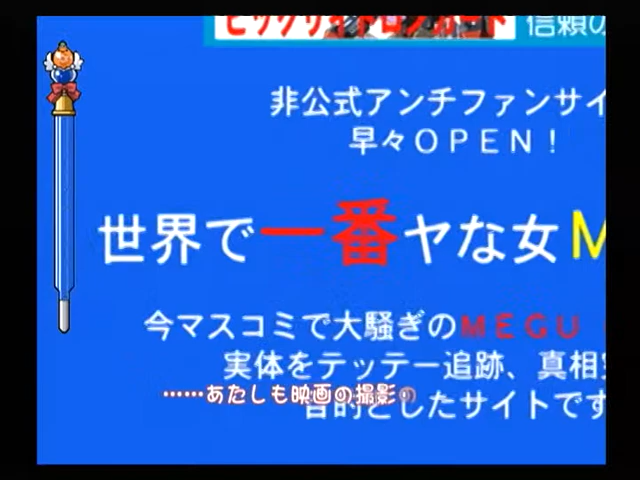 信頼の
非公式アンチファンサイ
早々ＯＰＥＮ！
世界で一番ヤな女M
今マスコミで大騒ぎのＭＥＧＵ
実体をテッテー追跡、真相究
目的としたサイトです
……あたしも映画の撮影の